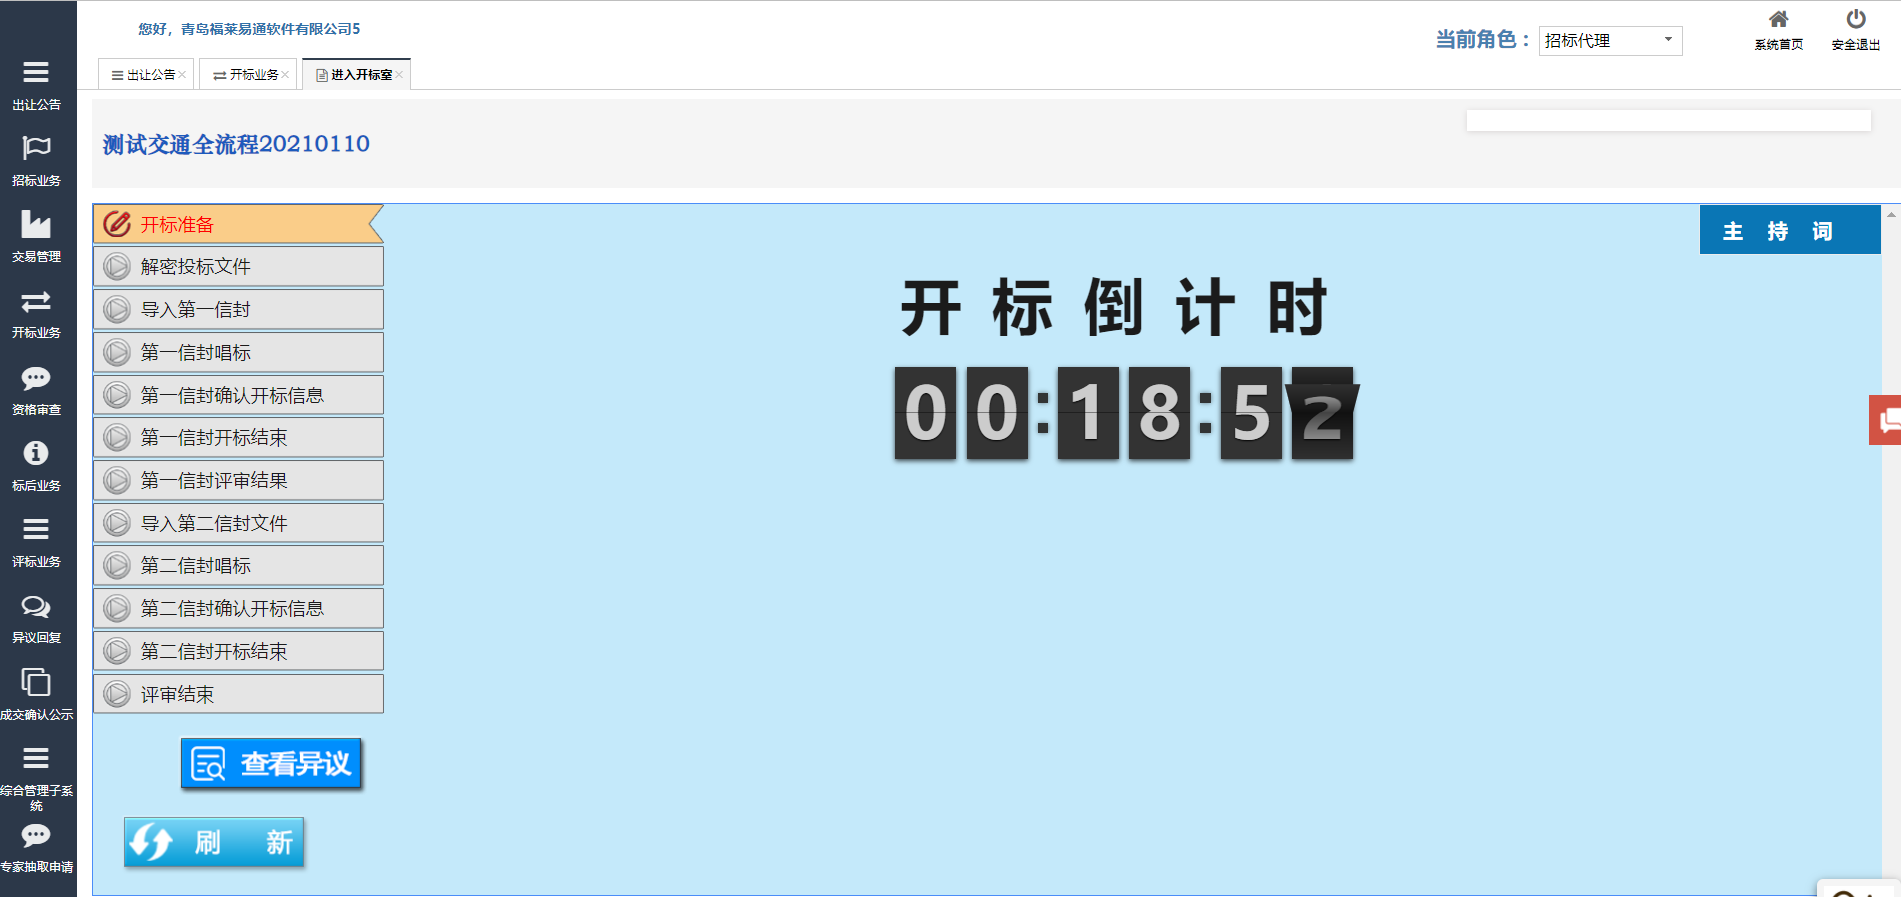 您好，青岛福莱易通软件有限公司5
当前角色：
招标代理
系统首页
安全退出
出让公告
开标业务
进入开标室
测试交通全流程20210110
出让公告
招标业务
交易管理
开标业务
资格审查
标后业务
评标业务
异议回复
成交确认公示
综合管理子系
统
专家抽取申请
开标准备
解密投标文件
导入第一信封
第一信封唱标
第一信封确认开标信息
第一信封开标结束
第一信封评审结果
导入第二信封文件
第二信封唱标
第二信封确认开标信息
第二信封开标结束
评审结束
查看异议
刷 新
主 持 词
开标倒计时
00:18:52